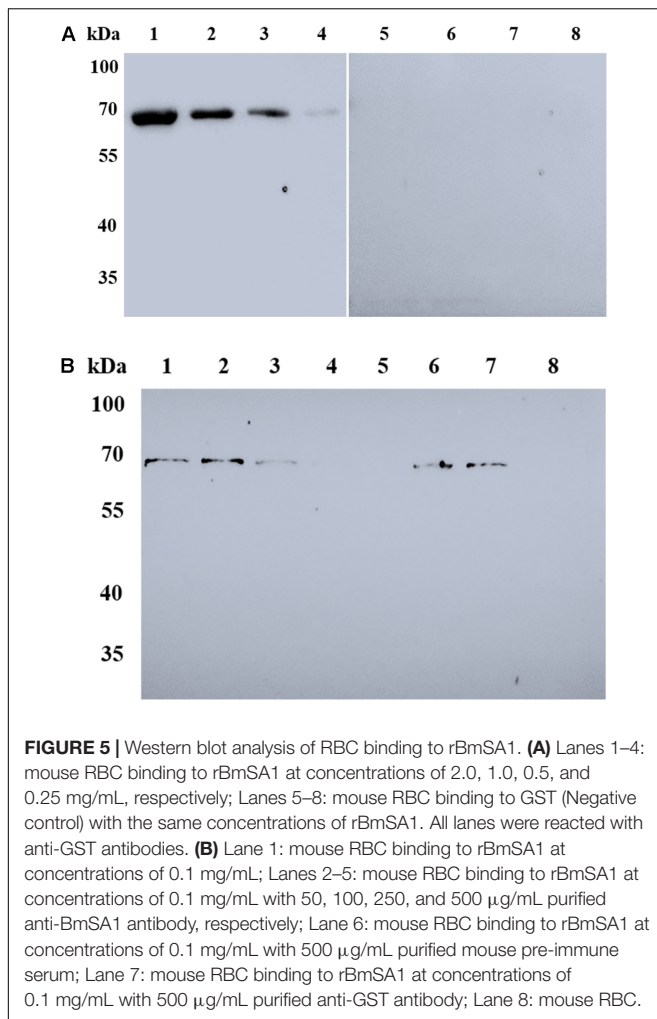 A kDa 1 2 3 4 5 6 7 8
100
70
55
40
35
B kDa 1 2 3 4 5 6 7 8
100
70
55
40
35
FIGURE 5 | Western blot analysis of RBC binding to rBmSA1. (A) Lanes 1–4:
mouse RBC binding to rBmSA1 at concentrations of 2.0, 1.0, 0.5, and
0.25 mg/mL, respectively; Lanes 5–8: mouse RBC binding to GST (Negative
control) with the same concentrations of rBmSA1. All lanes were reacted with
anti-GST antibodies. (B) Lane 1: mouse RBC binding to rBmSA1 at
concentrations of 0.1 mg/mL; Lanes 2–5: mouse RBC binding to rBmSA1 at
concentrations of 0.1 mg/mL with 50, 100, 250, and 500 μg/mL purified
anti-BmSA1 antibody, respectively; Lane 6: mouse RBC binding to rBmSA1 at
concentrations of 0.1 mg/mL with 500 μg/mL purified mouse pre-immune
serum; Lane 7: mouse RBC binding to rBmSA1 at concentrations of
0.1 mg/mL with 500 μg/mL purified anti-GST antibody; Lane 8: mouse RBC.